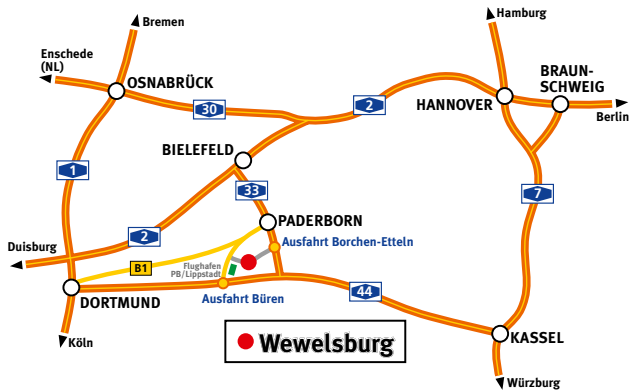 Bremen
Hamburg
Enschede
(NL)
OSNABRÜCK
BRAUN-
SCHWEIG
HANNOVER
Berlin
30
2
BIELEFELD
1
33
7
PADERBORN
2
Ausfahrt Borchen-Etteln
Duisburg
B1
Flughafen
PB/Lippstadt
DORTMUND
Ausfahrt Büren
44
Köln
Wewelsburg
KASSEL
Würzburg